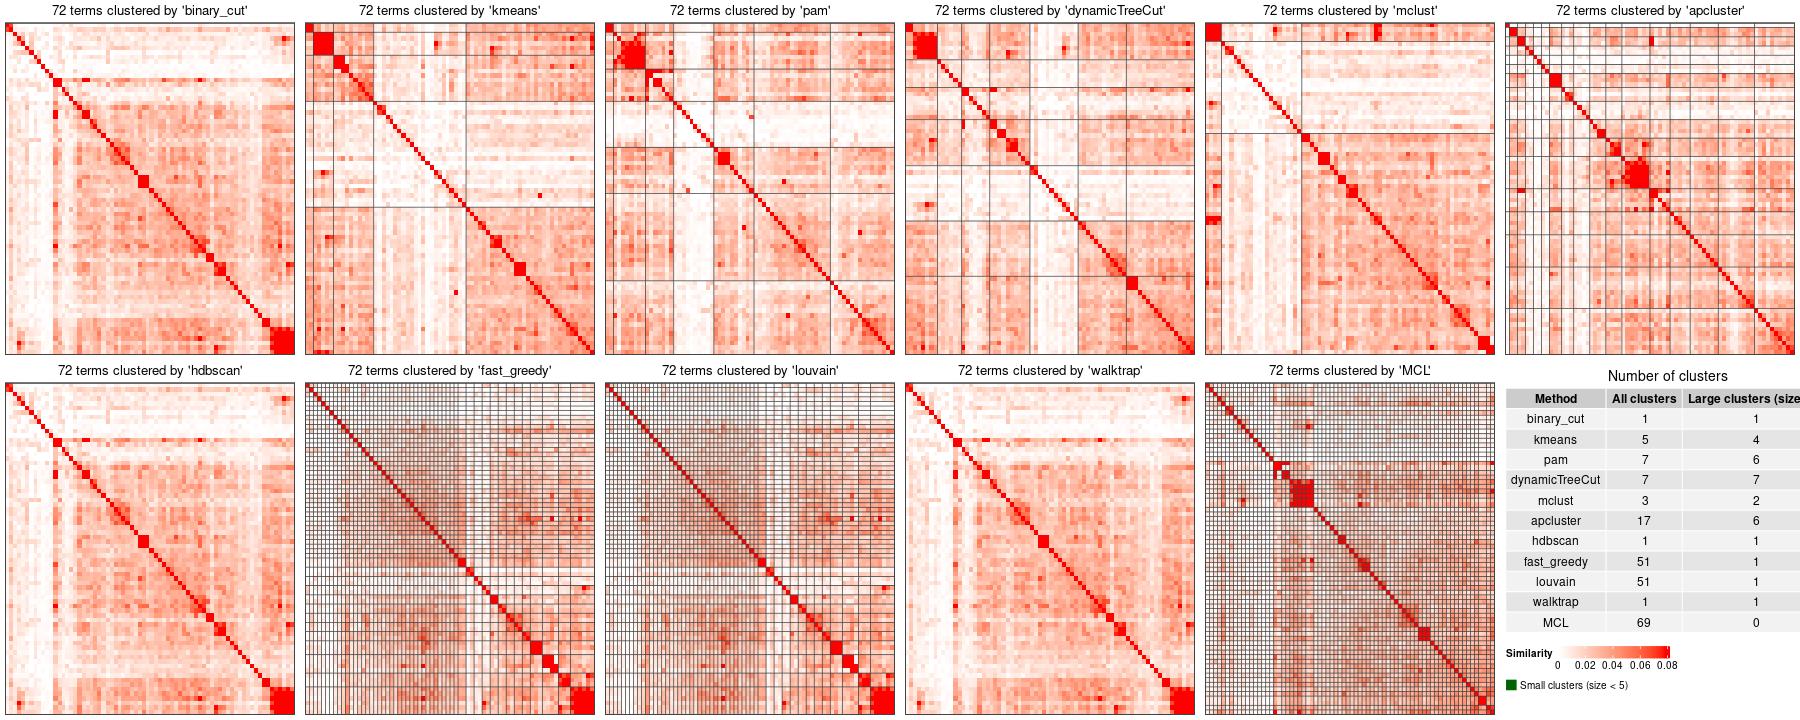 72 terms clustered by 'binary_cut'
72 terms clustered by 'kmeans'
72 terms clustered by 'pam'
72 terms clustered by 'dynamicTreeCut'
72 terms clustered by 'mclust'
72 terms clustered by 'apcluster'
72 terms clustered by 'hdbscan'
72 terms clustered by 'fast_greedy'
72 terms clustered by 'louvain'
72 terms clustered by 'walktrap'
72 terms clustered by 'MCL'
Number of clusters
Method All clusters Large clusters (size
binary_cut 1 1
kmeans 5 4
pam 7 6
dynamicTreeCut 7 7
mclust 3 2
apcluster 17 6
hdbscan 1 1
fast_greedy 51 1
louvain 51 1
walktrap 1 1
MCL 69 0
Similarity
0 0.02 0.04 0.06 0.08
Small clusters (size < 5)